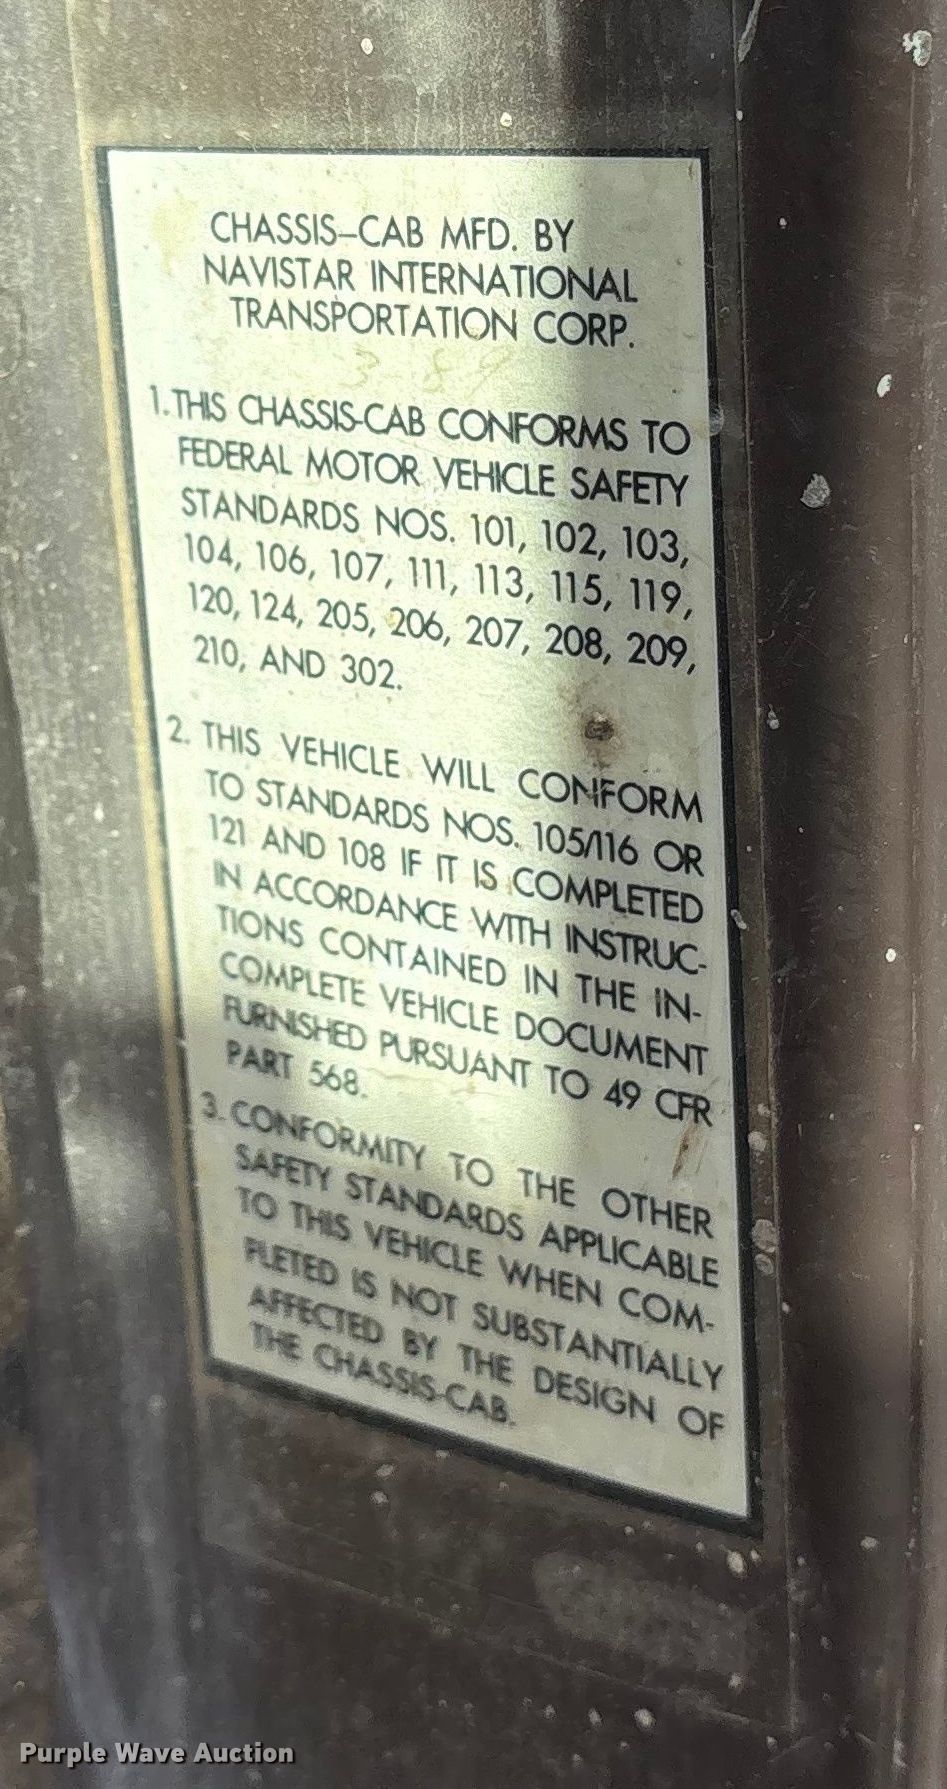 CHASSIS-CAB MFD. BY
NAVISTAR INTERNATIONAL
TRANSPORTATION CORP.
3-89
1. THIS CHASSIS-CAB CONFORMS TO
FEDERAL MOTOR VEHICLE SAFETY
STANDARDS NOS. 101, 102, 103,
104, 106, 107, 111, 113, 115, 119,
120, 124, 205, 206, 207, 208, 209,
210, AND 302.
2. THIS VEHICLE WILL CONFORM
TO STANDARDS NOS. 105/116 OR
121 AND 108 IF IT IS COMPLETED
IN ACCORDANCE WITH INSTRUC-
TIONS CONTAINED IN THE IN-
COMPLETE VEHICLE DOCUMENT
FURNISHED PURSUANT TO 49 CFR
PART 568.
3. CONFORMITY TO THE OTHER
SAFETY STANDARDS APPLICABLE
TO THIS VEHICLE WHEN COM-
PLETED IS NOT SUBSTANTIALLY
AFFECTED BY THE DESIGN OF
THE CHASSIS-CAB.
Purple Wave Auction